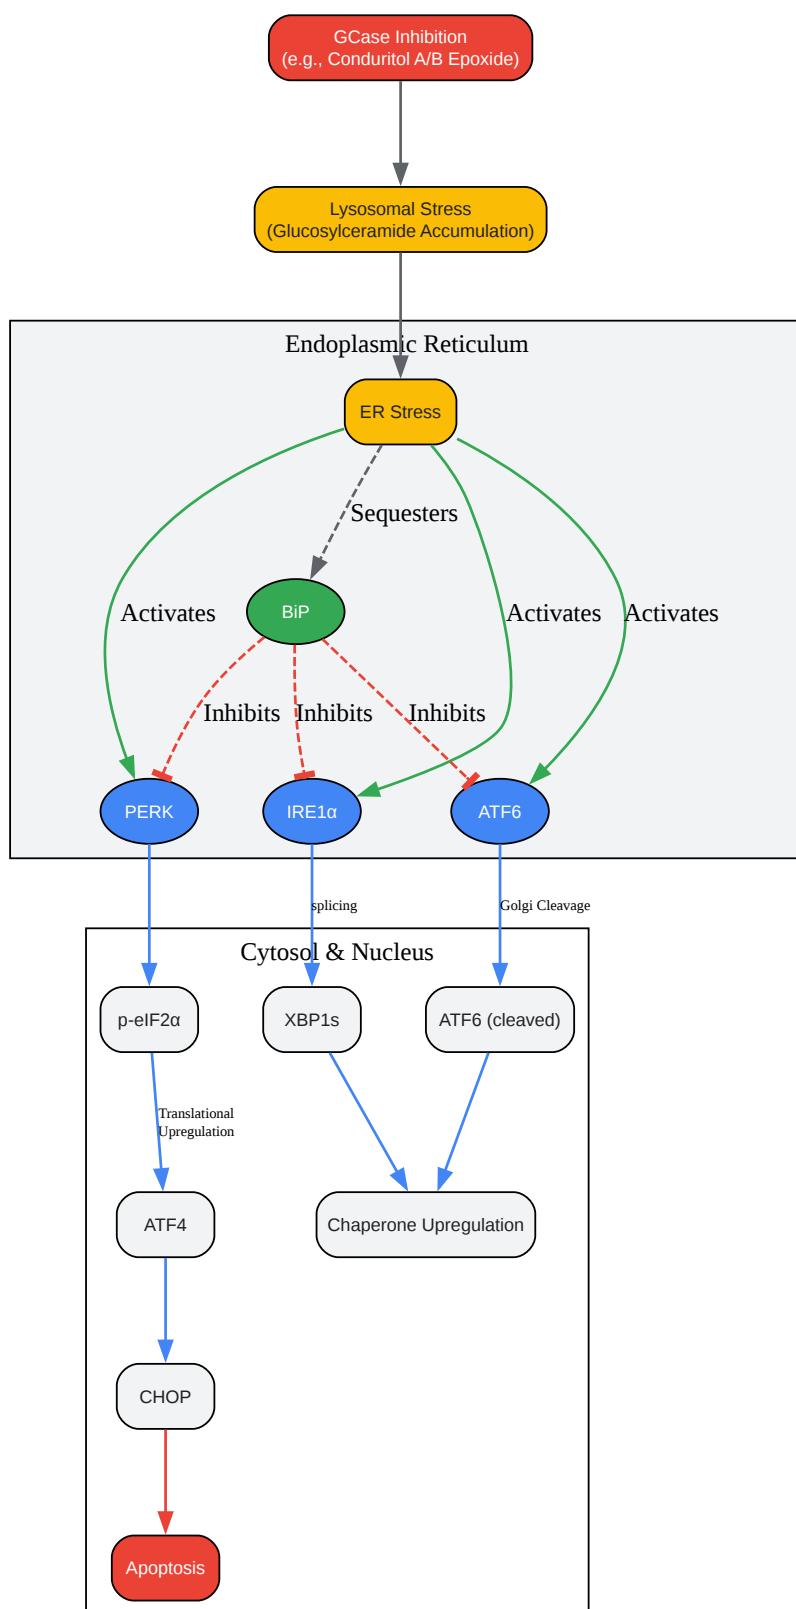 GCase Inhibition
(e.g., Conduritol A/B Epoxide)
Lysosomal Stress
(Glucosylceramide Accumulation)
Endoplasmic Reticulum
ER Stress
Sequesters
Activates
BiP
Activates
Activates
Inhibits
Inhibits
Inhibits
PERK
IRE1α
ATF6
splicing
Golgi Cleavage
Cytosol & Nucleus
p-eIF2α
XBP1s
ATF6 (cleaved)
Translational
Upregulation
ATF4
Chaperone Upregulation
CHOP
Apoptosis